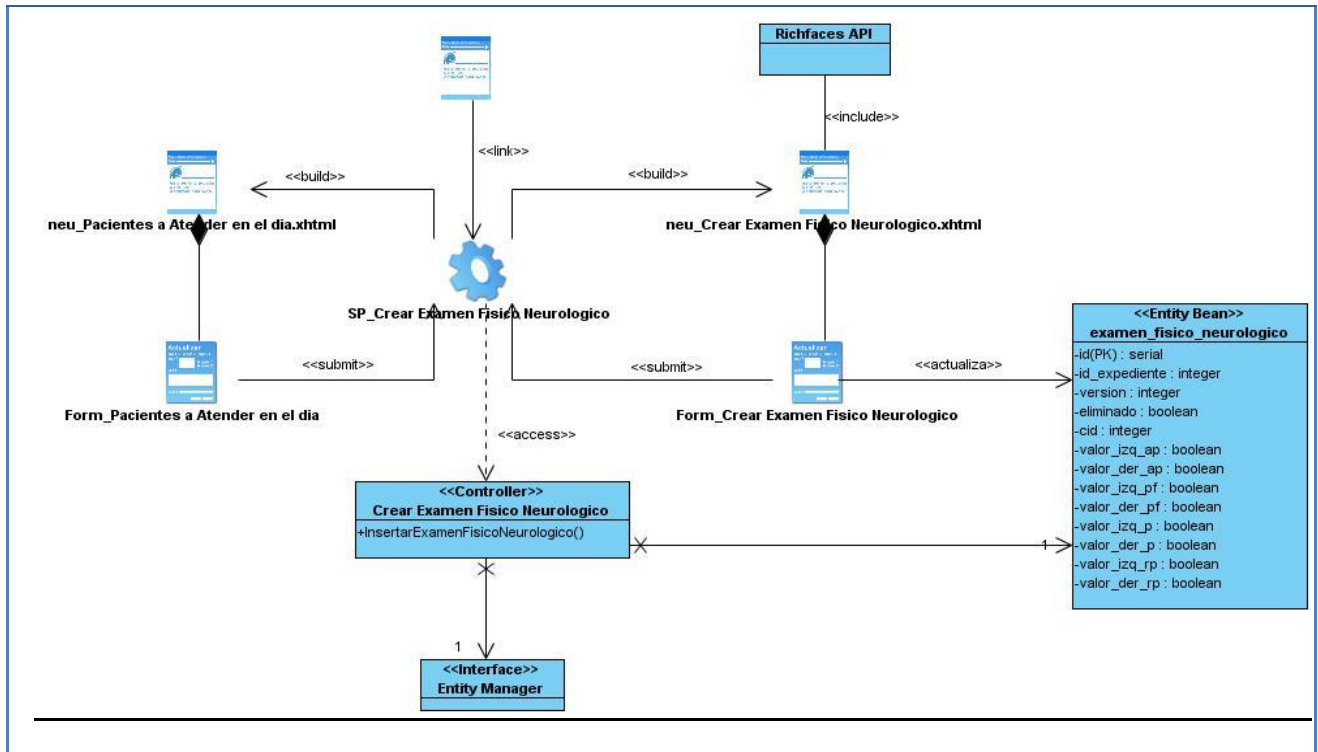 Richfaces API
<<include>>
<<link>>
<<build>>
<<build>>
neu_Pacientes a Atender en el dia.xhtml
neu_Crear Examen Fisico Neurologico.xhtml
SP_Crear Examen Fisico Neurologico
Actualizar
Actualizar
<<submit>>
<<submit>>
<<actualiza>>
Form_Pacientes a Atender en el dia
Form_Crear Examen Fisico Neurologico
<<access>>
<<Entity Bean>>
examen_fisico_neurologico
-id(PK) : serial
-id_expediente : integer
-version : integer
-eliminado : boolean
-cid : integer
-valor_izq_ap : boolean
-valor_der_ap : boolean
-valor_izq_pf : boolean
-valor_der_pf : boolean
-valor_izq_p : boolean
-valor_der_p : boolean
-valor_izq_rp : boolean
-valor_der_rp : boolean
<<Controller>>
Crear Examen Fisico Neurologico
+InsertarExamenFisicoNeurologico()
1
1
<<Interface>>
Entity Manager